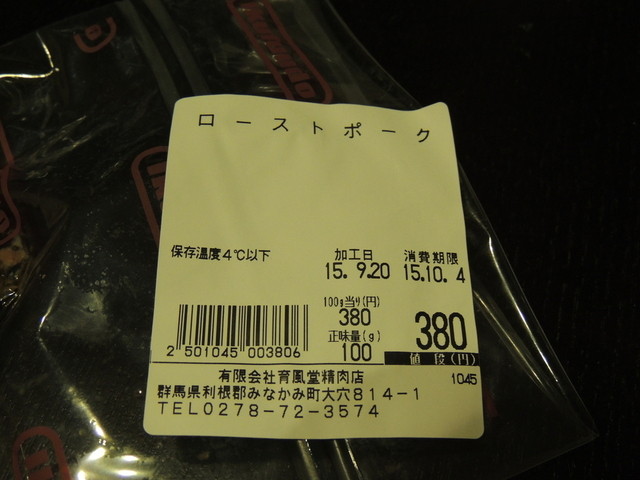 ローストポーク
保存温度4℃以下
加工日 消費期限
15.9.20 15.10.4
100g当り(円)
380
正味量(g)
100
380
値段(円)
2 501045 003806
有限会社育風堂精肉店 1045
群馬県利根郡みなかみ町大穴814-1
TEL0278-72-3574